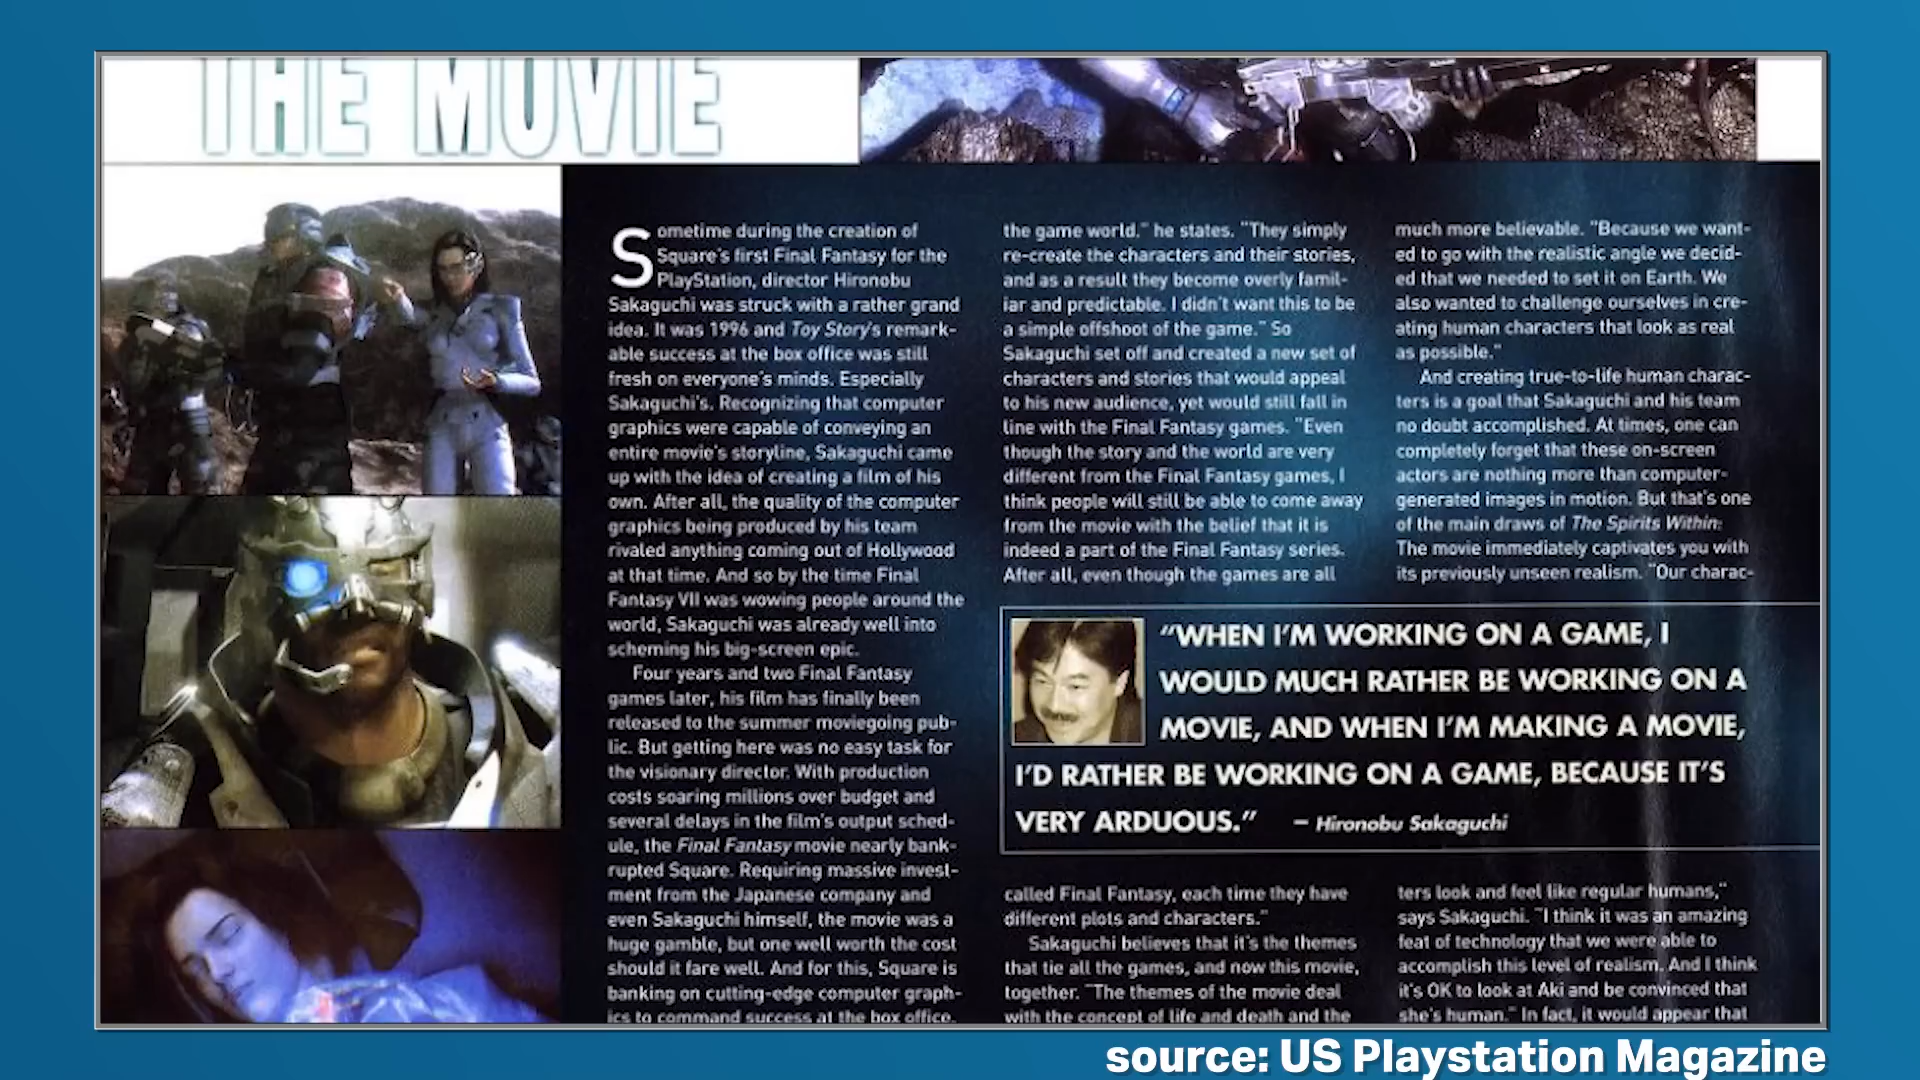 THE MOVIE
Sometime during the creation of
Square's first Final Fantasy for the
PlayStation, director Hironobu
Sakaguchi was struck with a rather grand
idea. It was 1996 and Toy Story's remark-
able success at the box office was still
fresh on everyone's minds. Especially
Sakaguchi's. Recognizing that computer
graphics were capable of conveying an
entire movie's storyline, Sakaguchi came
up with the idea of creating a film of his
own. After all, the quality of the computer
graphics being produced by his team
rivaled anything coming out of Hollywood
at that time. And so by the time Final
Fantasy VII was wowing people around the
world, Sakaguchi was already well into
scheming his big-screen epic.
Four years and two Final Fantasy
games later, his film has finally been
released to the summer moviegoing pub-
lic. But getting here was no easy task for
the visionary director. With production
costs soaring millions over budget and
several delays in the film's output sched-
ule, the Final Fantasy movie nearly bank-
rupted Square. Requiring massive invest-
ment from the Japanese company and
even Sakaguchi himself, the movie was a
huge gamble, but one well worth the cost
should it fare well. And for this, Square is
banking on cutting-edge computer graph-
ics to command success at the box office.
the game world," he states. "They simply
re-create the characters and their stories,
and as a result they become overly famil-
iar and predictable. I didn't want this to be
a simple offshoot of the game." So
Sakaguchi set off and created a new set of
characters and stories that would appeal
to his new audience, yet would still fall in
line with the Final Fantasy games. "Even
though the story and the world are very
different from the Final Fantasy games, I
think people will still be able to come away
from the movie with the belief that it is
indeed a part of the Final Fantasy series.
After all, even though the games are all
called Final Fantasy, each time they have
different plots and characters."
Sakaguchi believes that it's the themes
that tie all the games, and now this movie,
together. "The themes of the movie deal
with the concept of life and death and the
much more believable. "Because we want-
ed to go with the realistic angle we decid-
ed that we needed to set it on Earth. We
also wanted to challenge ourselves in cre-
ating human characters that look as real
as possible."
And creating true-to-life human charac-
ters is a goal that Sakaguchi and his team
no doubt accomplished. At times, one can
completely forget that these on-screen
actors are nothing more than computer-
generated images in motion. But that's one
of the main draws of The Spirits Within:
The movie immediately captivates you with
its previously unseen realism. "Our charac-
ters look and feel like regular humans,"
says Sakaguchi. "I think it was an amazing
feat of technology that we were able to
accomplish this level of realism. And I think
it's OK to look at Aki and be convinced that
she's human." In fact, it would appear that
"WHEN I'M WORKING ON A GAME, I
WOULD MUCH RATHER BE WORKING ON A
MOVIE, AND WHEN I'M MAKING A MOVIE,
I'D RATHER BE WORKING ON A GAME, BECAUSE IT'S
VERY ARDUOUS." – Hironobu Sakaguchi
source: US Playstation Magazine